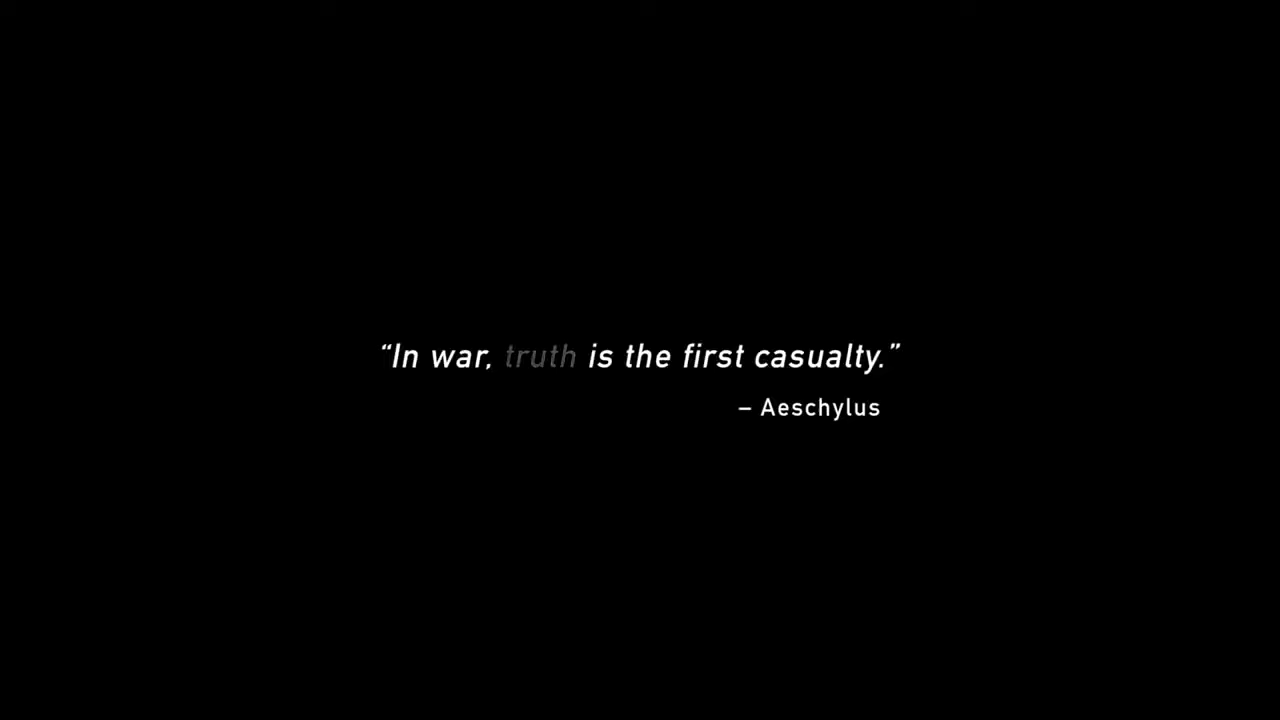 “In war, truth is the first casualty.”
– Aeschylus